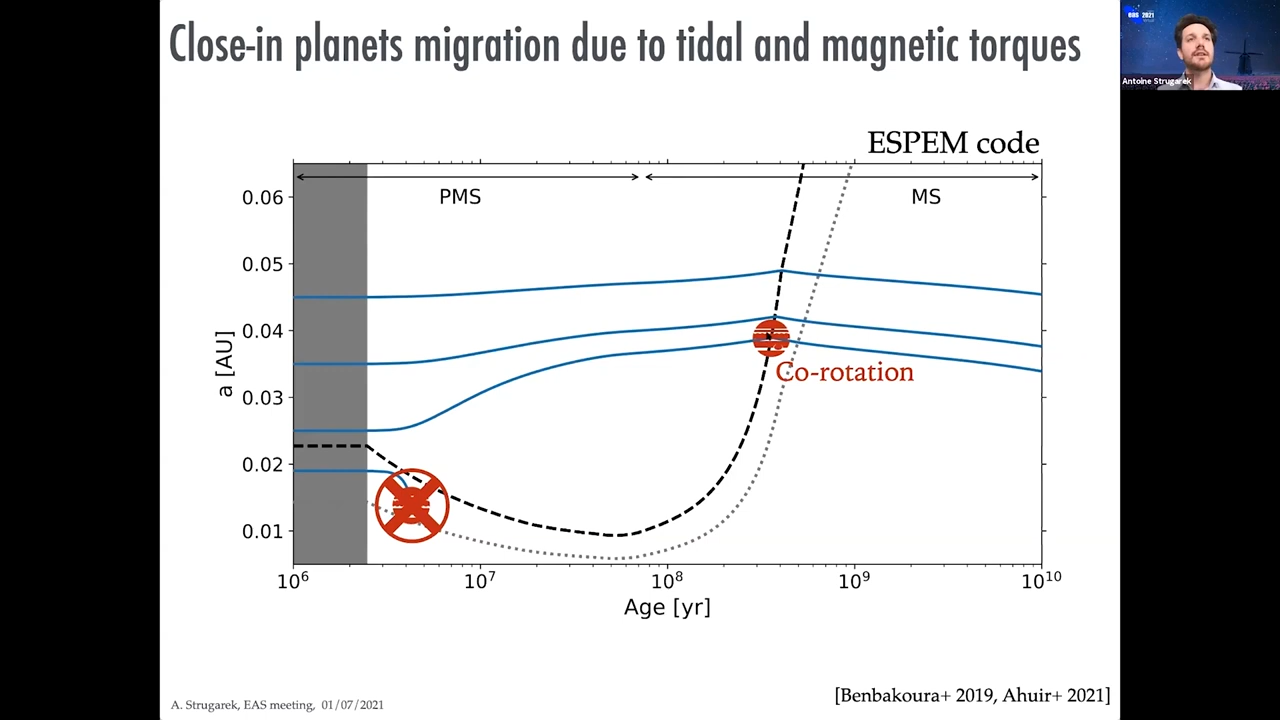 Close-in planets migration due to tidal and magnetic torques
eas 2021
Antoine Strugarek
ESPEM code
PMS
MS
0.06
0.05
0.04
0.03
0.02
0.01
a [AU]
Co-rotation
10⁶
10⁷
10⁸
10⁹
10¹⁰
Age [yr]
A. Strugarek, EAS meeting, 01/07/2021
[Benbakoura+ 2019, Ahuir+ 2021]